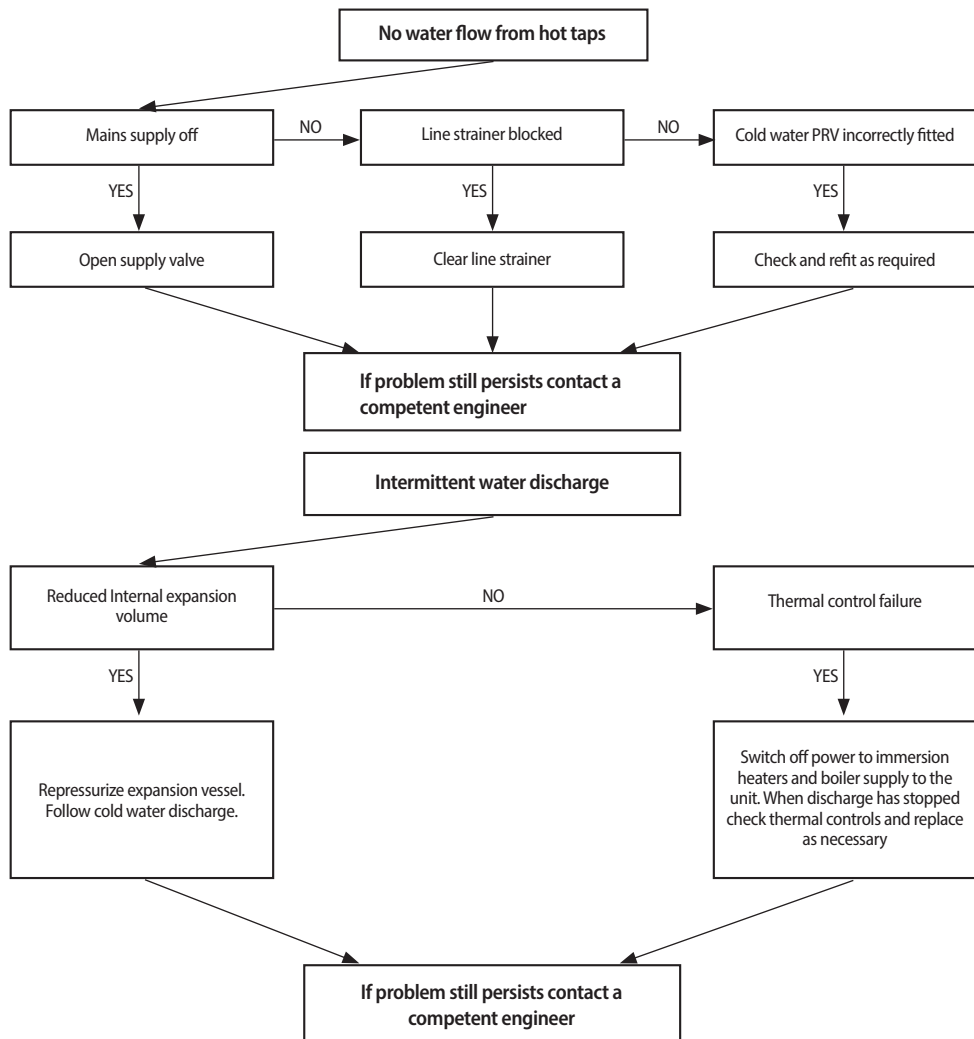 No water flow from hot taps
Mains supply off
NO
Line strainer blocked
NO
Cold water PRV incorrectly fitted
YES
YES
YES
Open supply valve
Clear line strainer
Check and refit as required
If problem still persists contact a
competent engineer
Intermittent water discharge
Reduced Internal expansion
volume
NO
Thermal control failure
YES
YES
Repressurize expansion vessel.
Follow cold water discharge.
Switch off power to immersion
heaters and boiler supply to the
unit. When discharge has stopped
check thermal controls and replace
as necessary
If problem still persists contact a
competent engineer